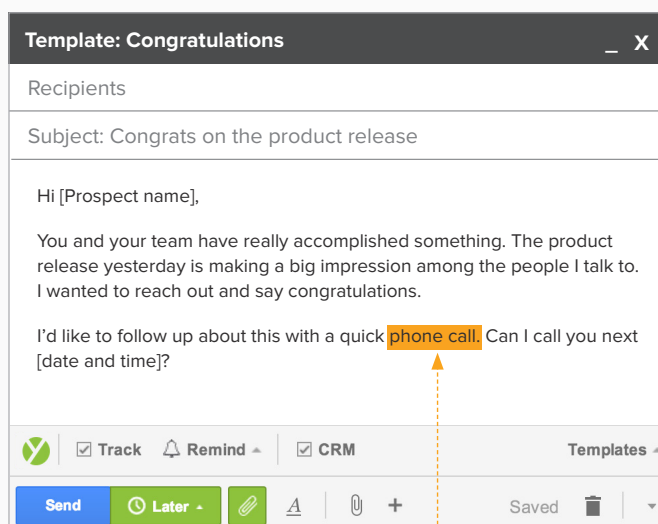 Template: Congratulations _ X
Recipients
Subject: Congrats on the product release
Hi [Prospect name],
You and your team have really accomplished something. The product
release yesterday is making a big impression among the people I talk to.
I wanted to reach out and say congratulations.
I’d like to follow up about this with a quick phone call. Can I call you next
[date and time]?
Track Remind CRM Templates
Send Later A + Saved